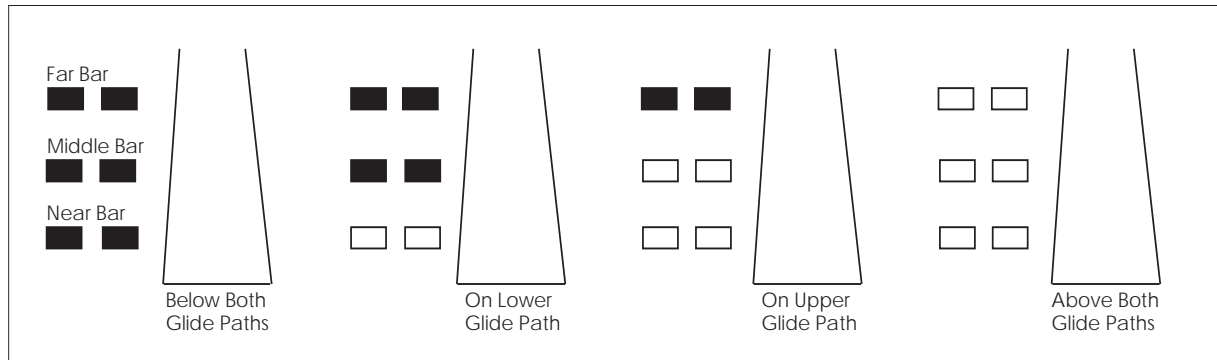 Far Bar
Middle Bar
Near Bar
Below Both
Glide Paths
On Lower
Glide Path
On Upper
Glide Path
Above Both
Glide Paths